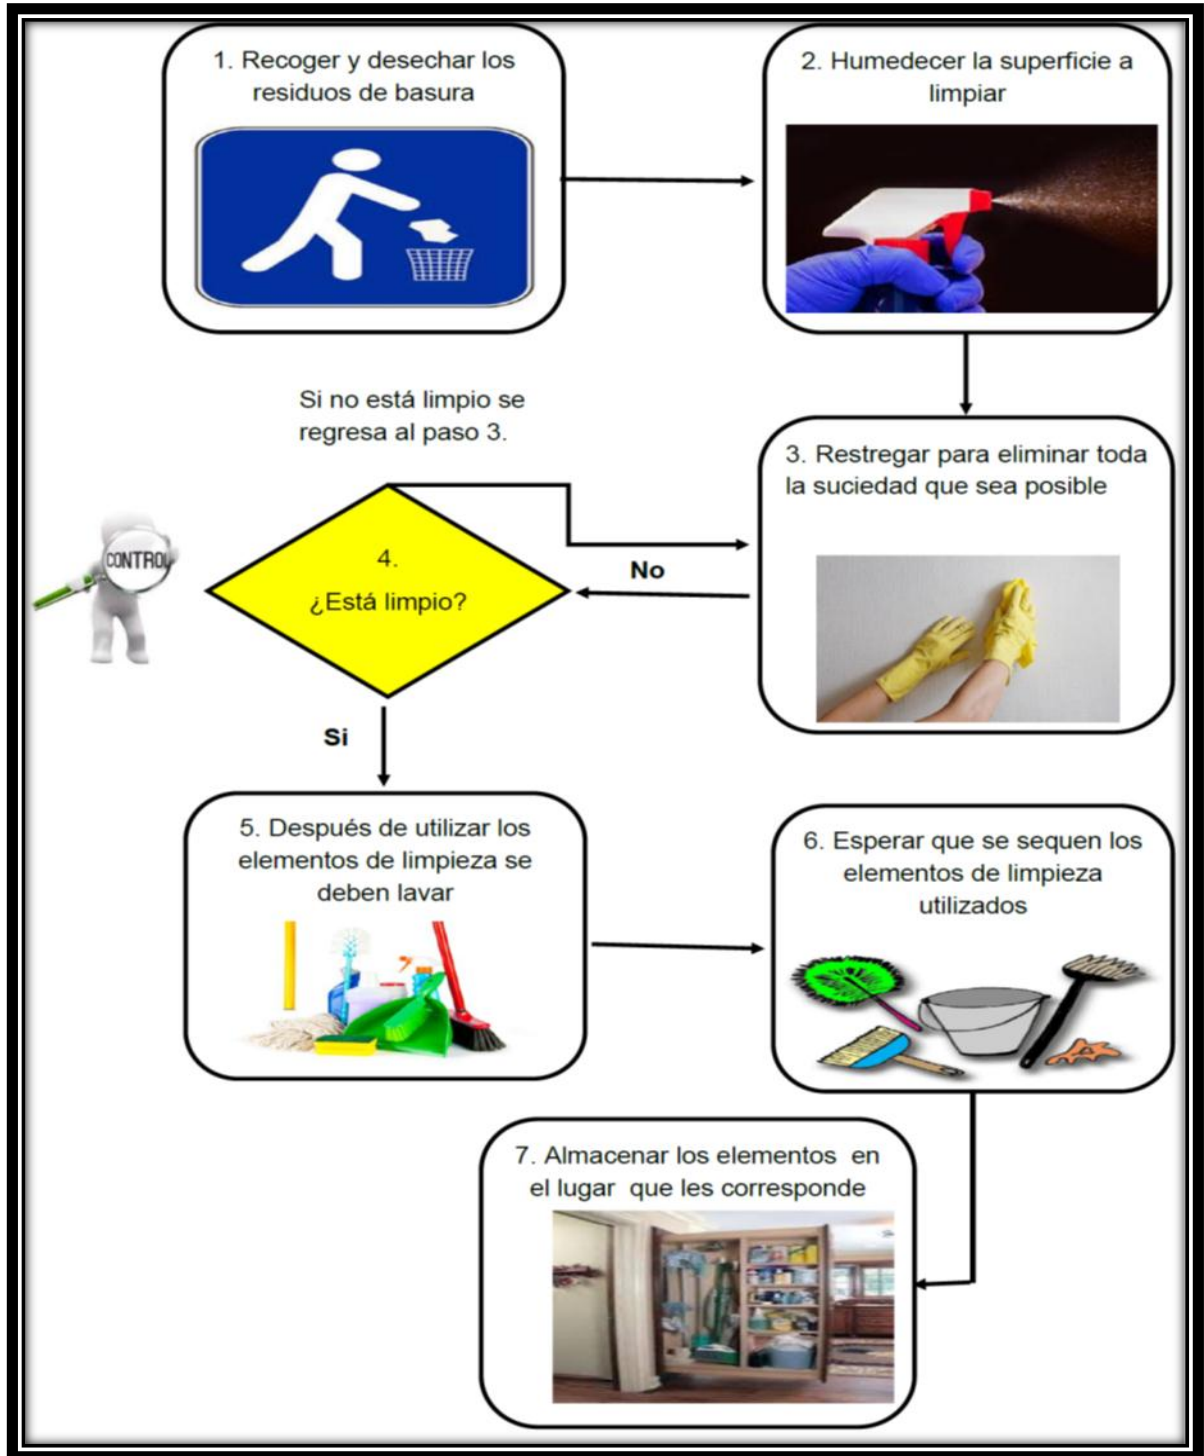 1. Recoger y desechar los
residuos de basura
2. Humedecer la superficie a
limpiar
Si no está limpio se
regresa al paso 3.
3. Restregar para eliminar toda
la suciedad que sea posible
CONTROL
4.
¿Está limpio?
No
Si
5. Después de utilizar los
elementos de limpieza se
deben lavar
6. Esperar que se sequen los
elementos de limpieza
utilizados
7. Almacenar los elementos en
el lugar que les corresponde